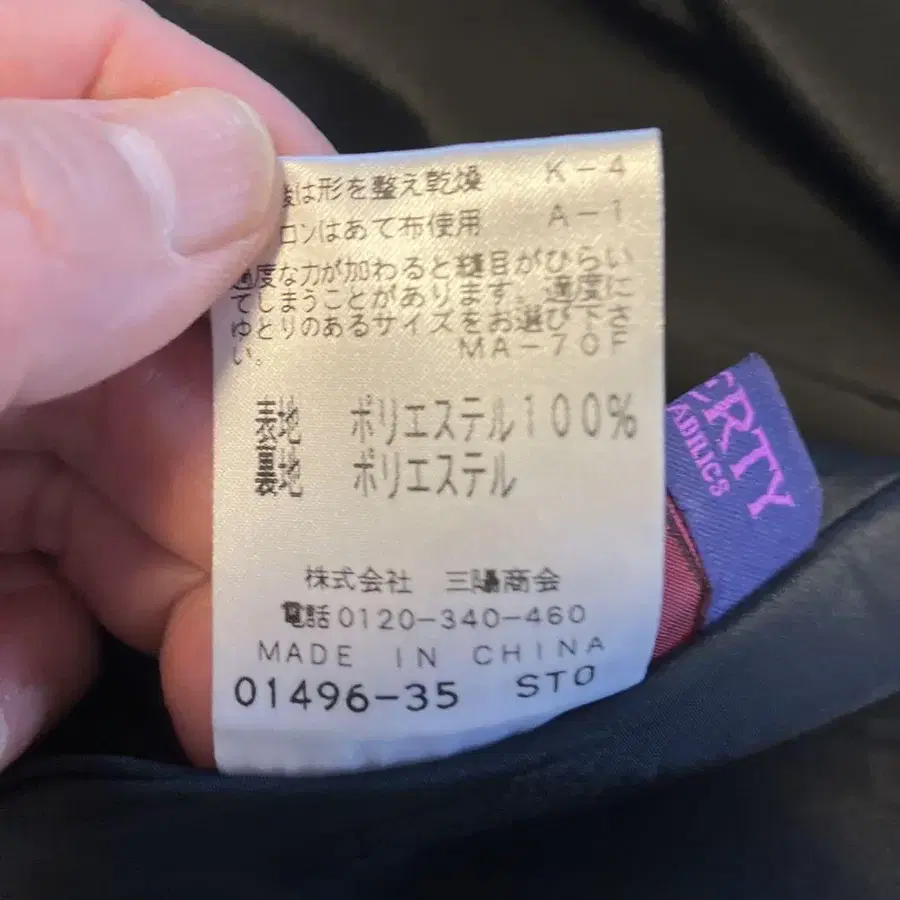 は形を整え乾燥 K-4
ロンはあて布使用 A-1
過度な力が加わると縫目がひらい
てしまうことがあります。適度に
ゆとりのあるサイズをお選び下さ
い。 MA-70F
表地 ポリエステル100%
裏地 ポリエステル
株式会社 三陽商会
電話0120-340-460
MADE IN CHINA
01496-35 STO
ERTY